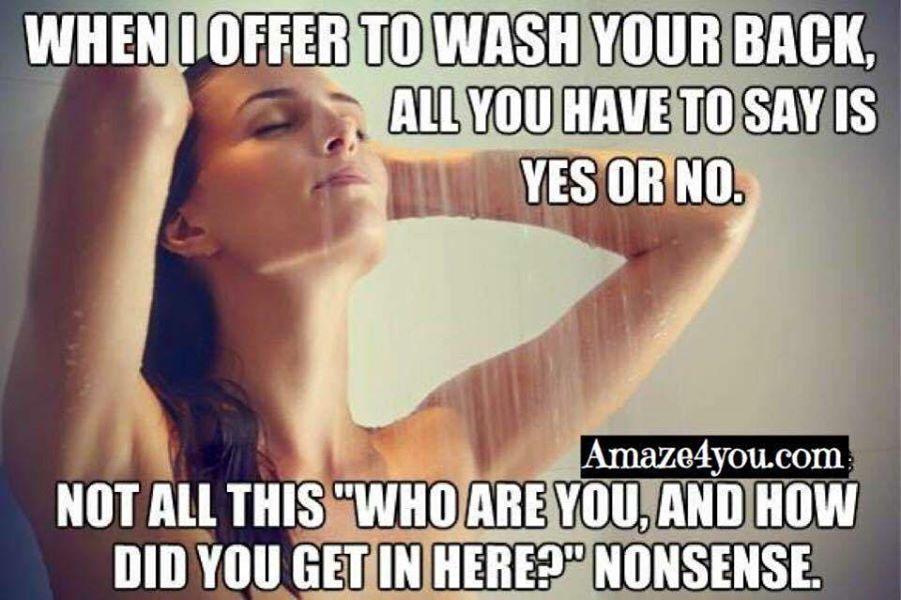 WHEN I OFFER TO WASH YOUR BACK,
ALL YOU HAVE TO SAY IS
YES OR NO.
Amaze4you.com
NOT ALL THIS "WHO ARE YOU, AND HOW
DID YOU GET IN HERE?" NONSENSE.